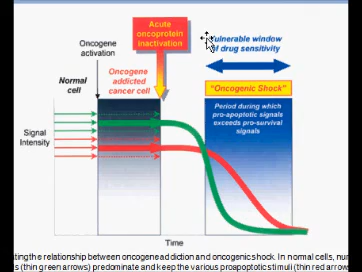 Acute
oncoprotein
inactivation
Oncogene
activation
Vulnerable window
of drug sensitivity
Normal
cell
Oncogene
addicted
cancer cell
"Oncogenic Shock"
Period during which
pro-apoptotic signals
exceeds pro-survival
signals
Signal
Intensity
Time
ting the relationship between oncogene addiction and oncogenic shock. In normal cells, nu
s (thin green arrows) predominate and keep the various proapoptotic stimuli (thin red arrow